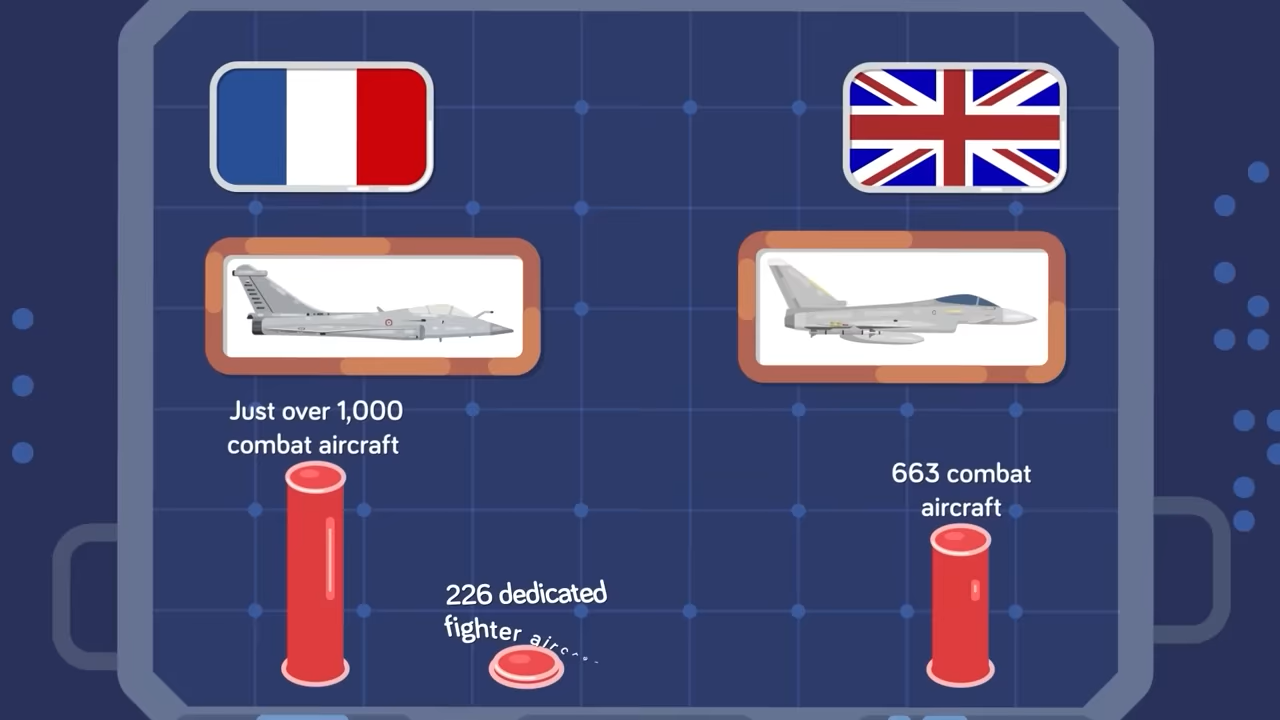 Just over 1,000
combat aircraft
663 combat
aircraft
226 dedicated
fighter